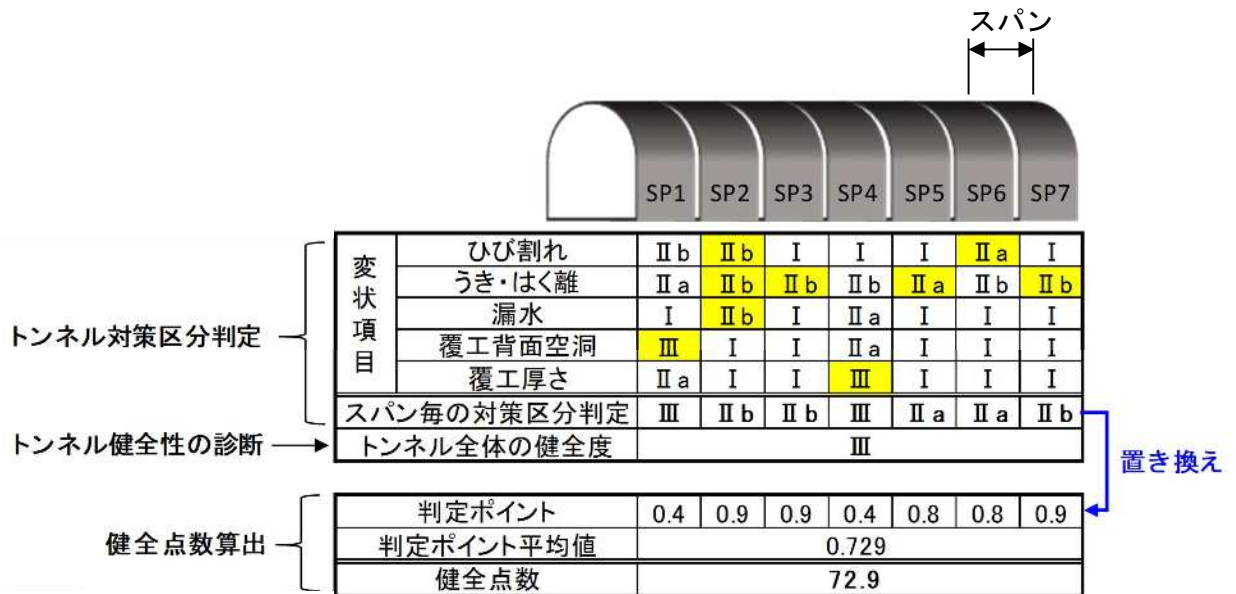 スパン
SP1 SP2 SP3 SP4 SP5 SP6 SP7
トンネル対策区分判定
変状項目
ひび割れ Ⅱb Ⅱb Ⅰ Ⅰ Ⅰ Ⅱa Ⅰ
うき・はく離 Ⅱa Ⅱb Ⅱb Ⅱb Ⅱa Ⅱb Ⅱb
漏水 Ⅰ Ⅱb Ⅰ Ⅱa Ⅰ Ⅰ Ⅰ
覆工背面空洞 Ⅲ Ⅰ Ⅰ Ⅱa Ⅰ Ⅰ Ⅰ
覆工厚さ Ⅱa Ⅰ Ⅰ Ⅲ Ⅰ Ⅰ Ⅰ
スパン毎の対策区分判定 Ⅲ Ⅱb Ⅱb Ⅲ Ⅱa Ⅱa Ⅱb
トンネル健全性の診断
トンネル全体の健全度 Ⅲ
置き換え
健全点数算出
判定ポイント 0.4 0.9 0.9 0.4 0.8 0.8 0.9
判定ポイント平均値 0.729
健全点数 72.9